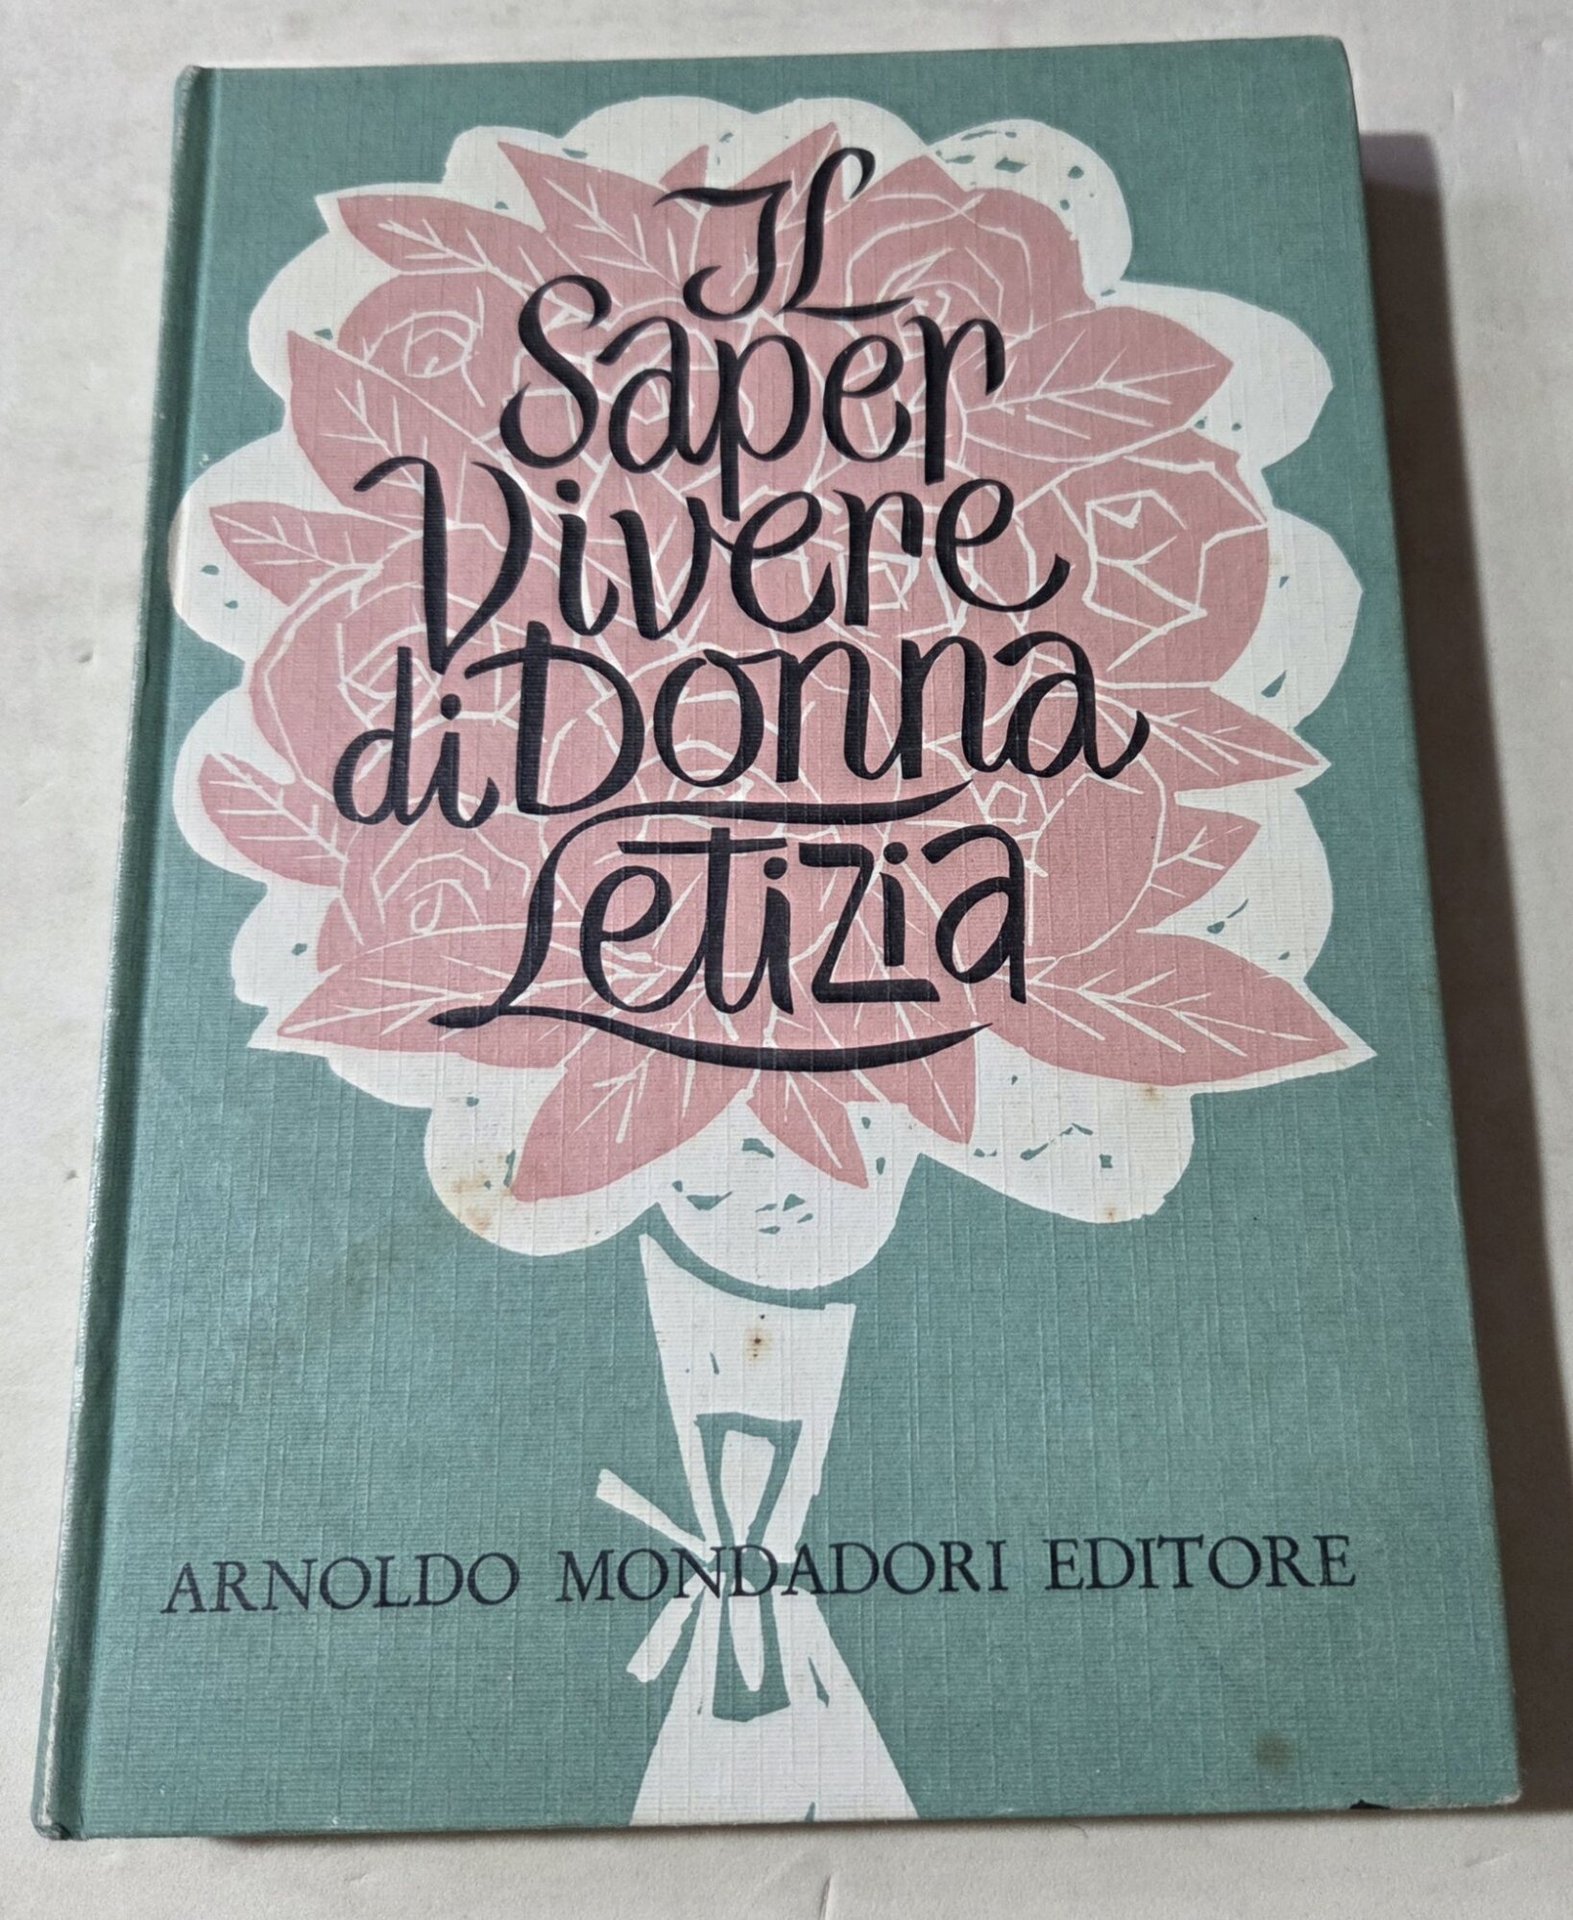 Il
Saper
Vivere
di Donna
Letizia
ARNOLDO MONDADORI EDITORE